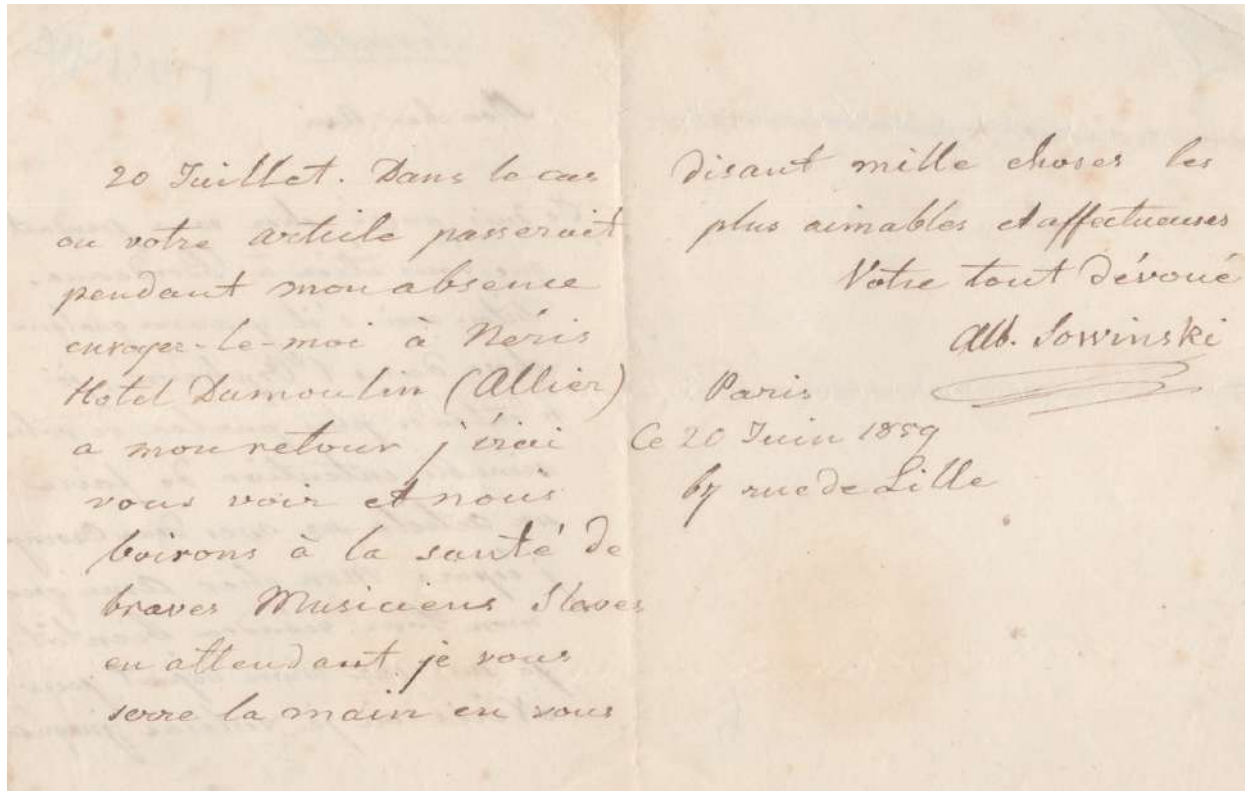 20 Juillet. Dans le cas
ou votre article passerait
pendant mon absence
envoyez-le-moi à Néris
Hotel Dumoulin (Allier)
a mon retour j'irai
vous voir et nous
boirons à la santé de
braves Musiciens Slaves
en attendant je vous
serre la main en vous
disant mille choses les
plus aimables et affectueuses
Votre tout dévoué
Alb. Sowinski
Paris
Ce 20 Juin 1859
67 rue de Lille